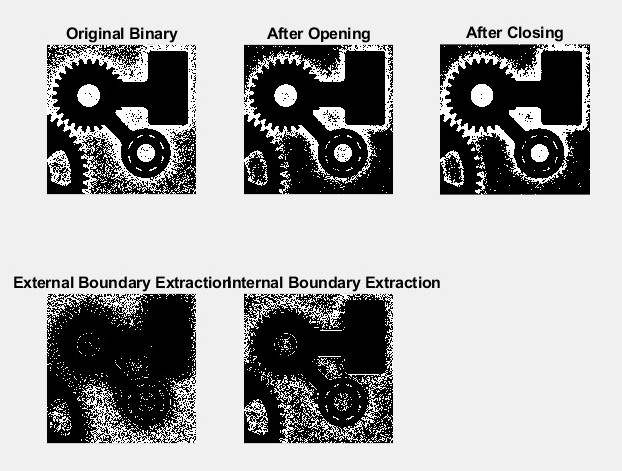 Original Binary
After Opening
After Closing
External Boundary Extraction
Internal Boundary Extraction